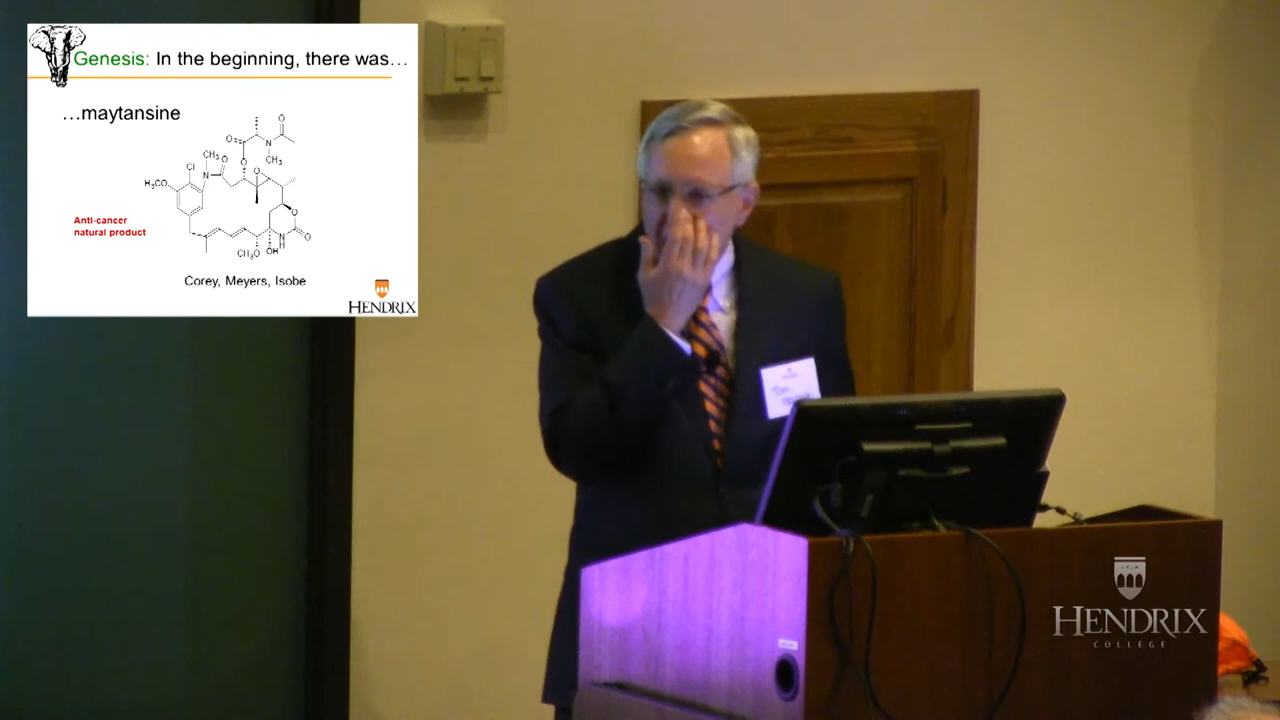 Genesis: In the beginning, there was…
…maytansine
O
O
N
CH₃
O
CH₃
O
Cl
N
O
H₃CO
O
O
NH
O
CH₃O
OH
Anti-cancer
natural product
Corey, Meyers, Isobe
HENDRIX
HENDRIX
COLLEGE